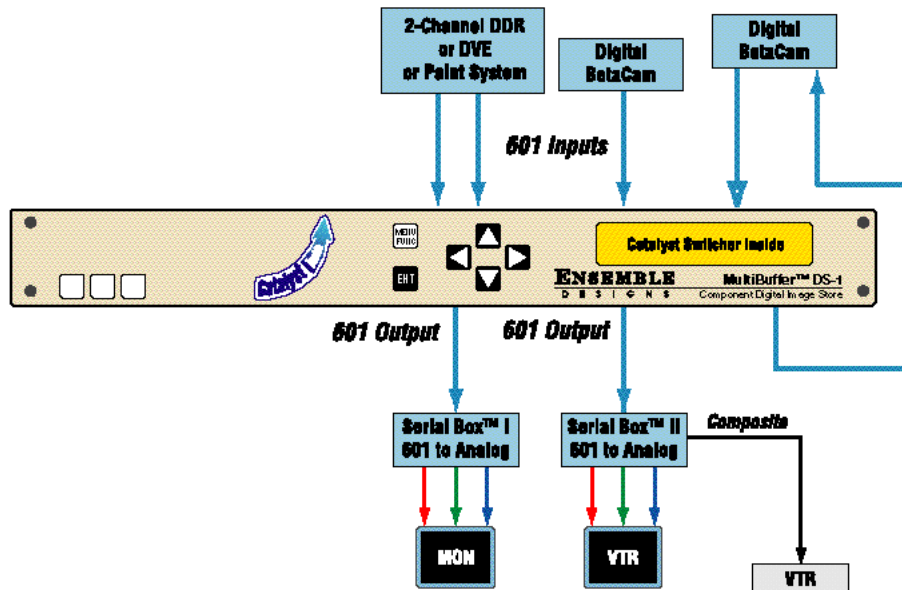 2-Channel DDR
or DVE
or Paint System
Digital
BetaCam
Digital
BetaCam
601 Inputs
Catalyst I
MENU
FUNC
ENT
Catalyst Switcher Inside
ENSEMBLE
DESIGNS
MultiBuffer™ DS-1
Component Digital Image Store
601 Output
601 Output
Serial Box™ I
601 to Analog
Serial Box™ II
601 to Analog
Composite
MON
VTR
VTR